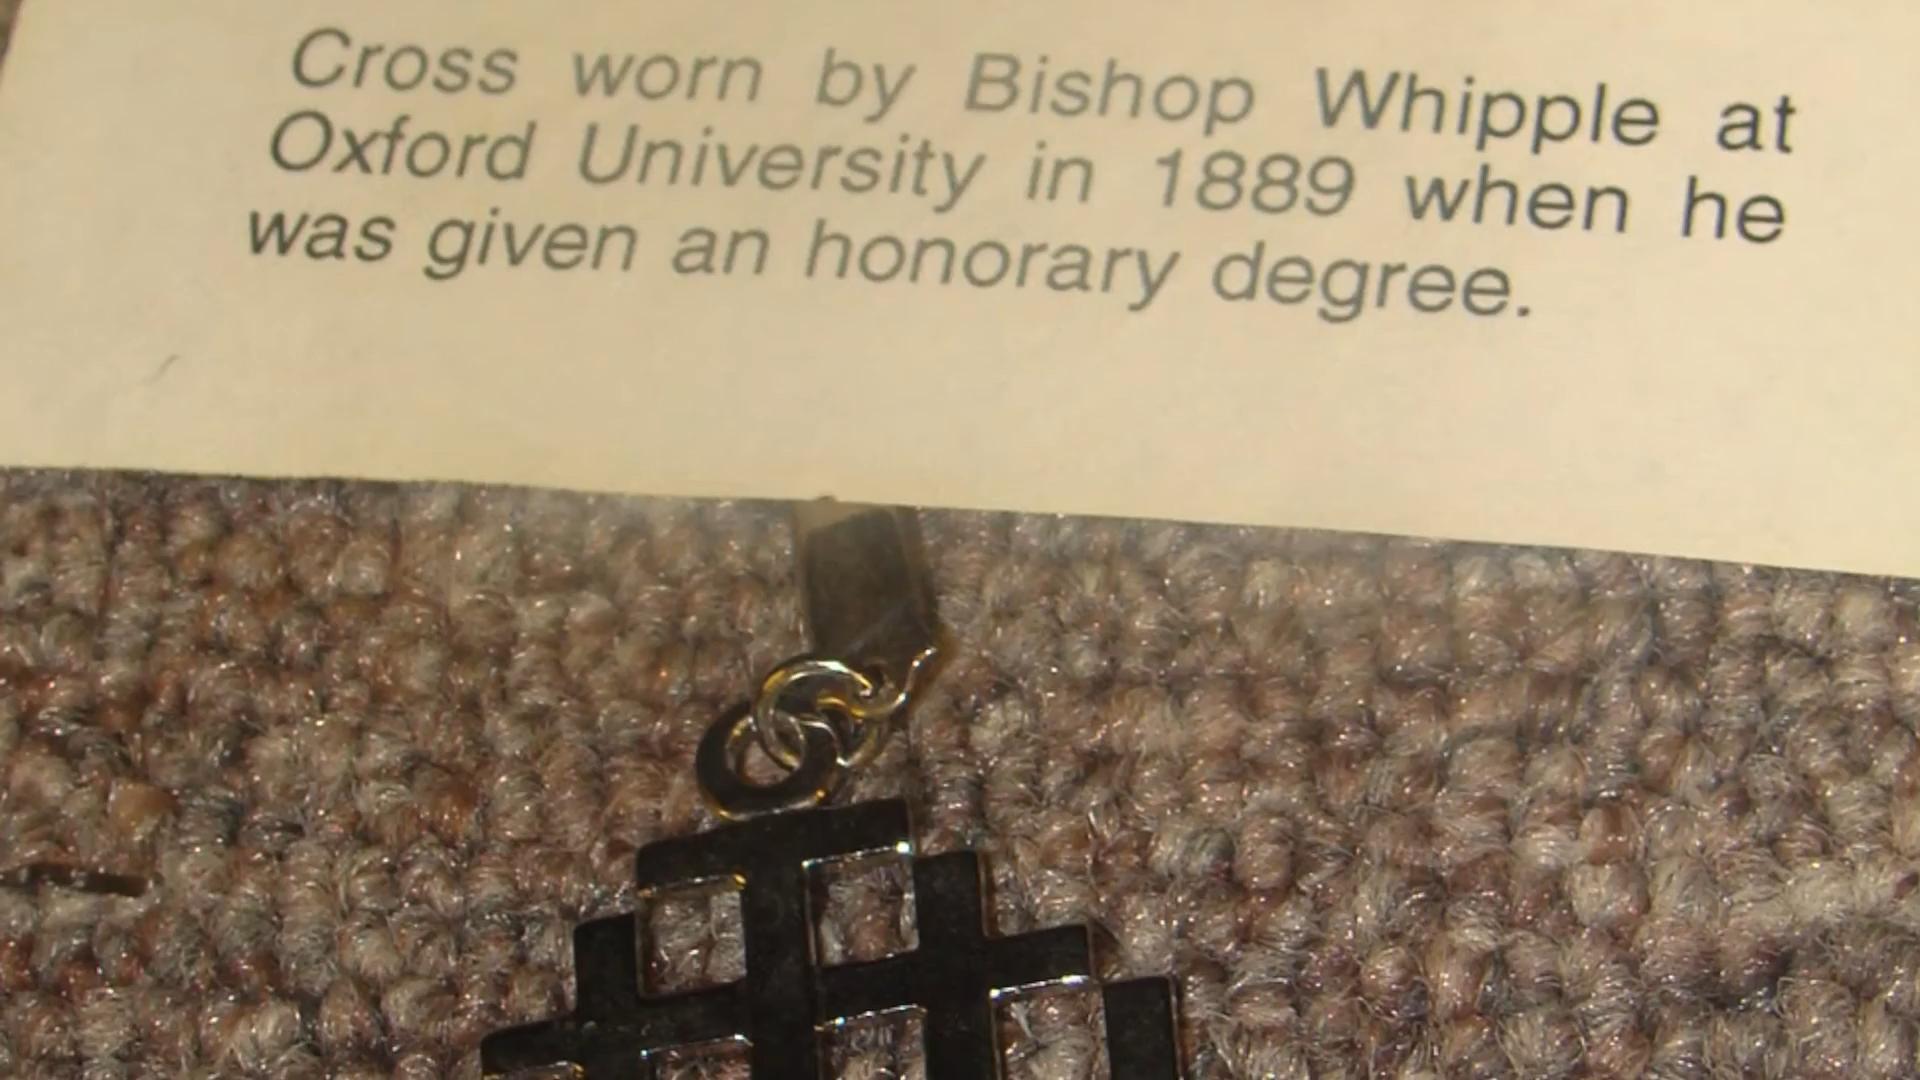 Cross worn by Bishop Whipple at
Oxford University in 1889 when he
was given an honorary degree.